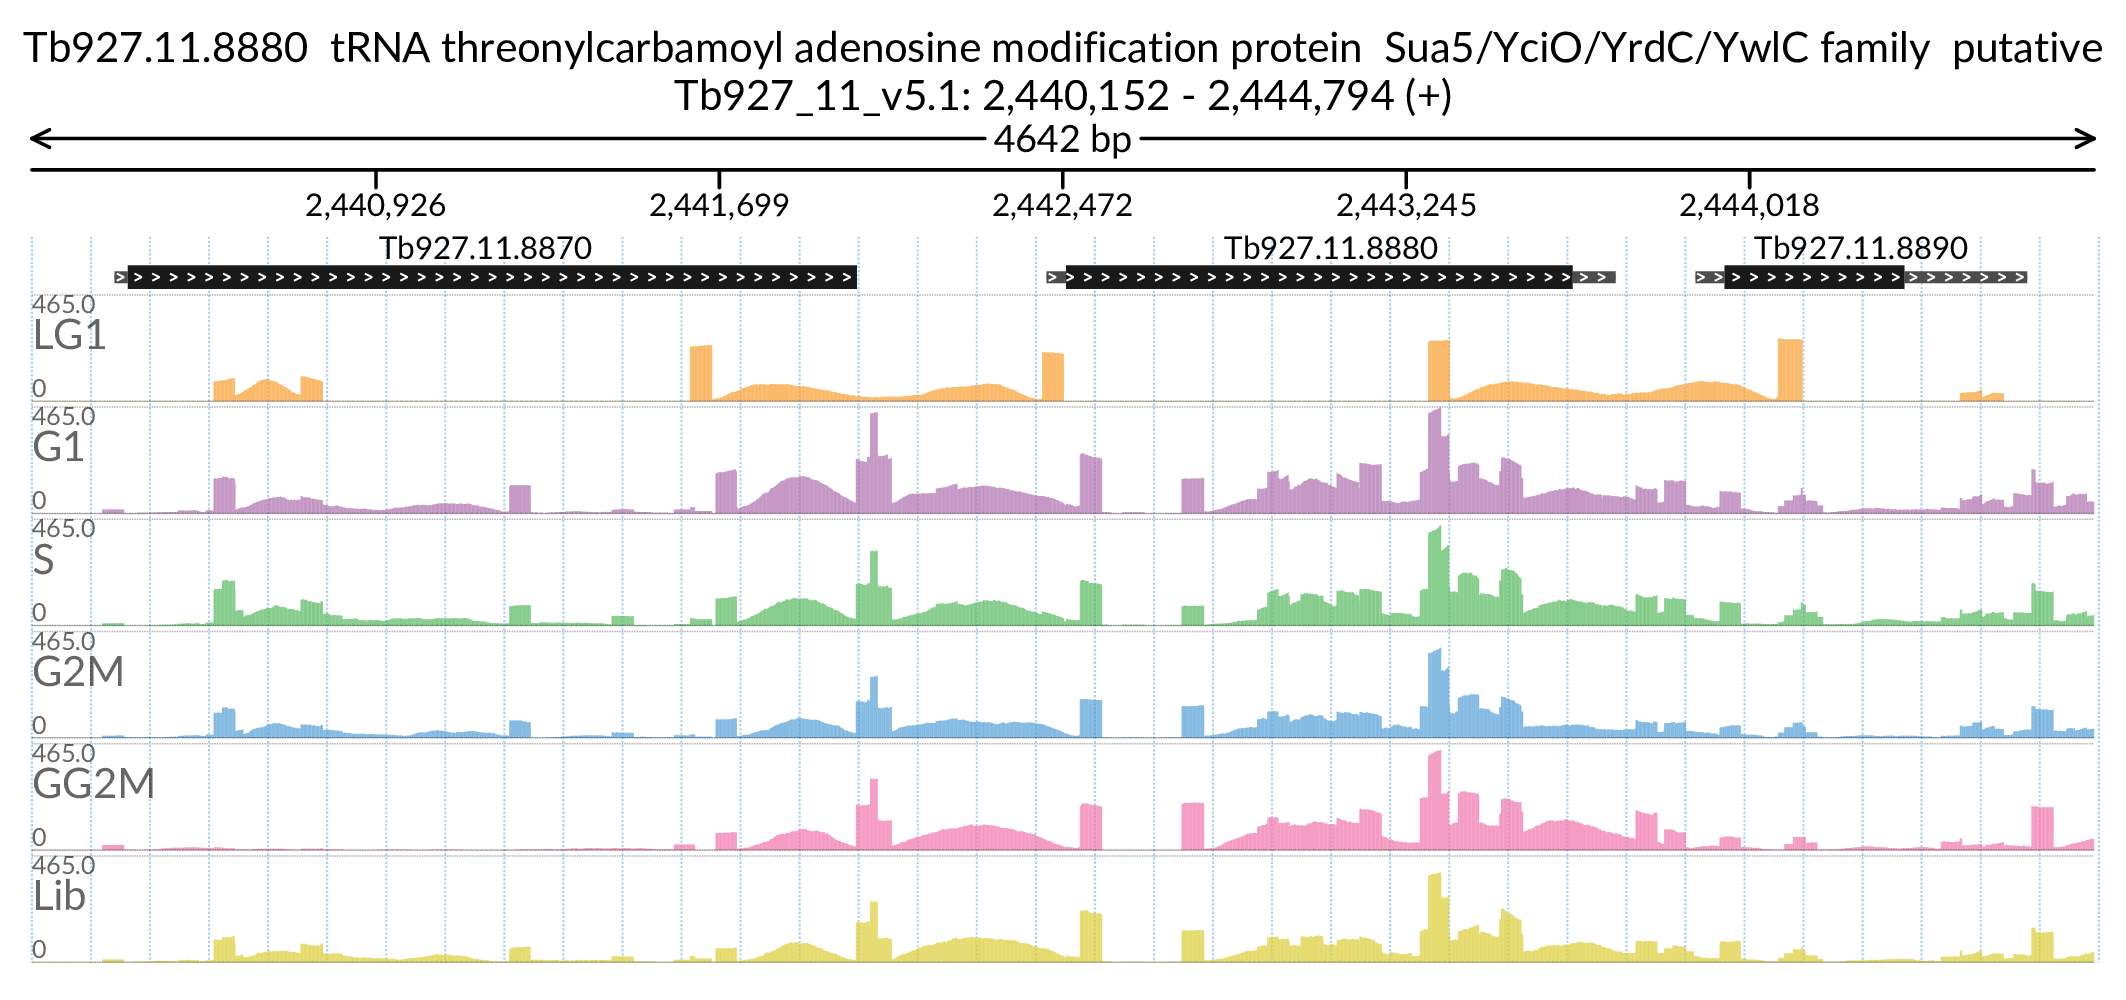 Tb927.11.8880  tRNA threonylcarbamoyl adenosine modification protein  Sua5/YciO/YrdC/YwlC family  putative
Tb927_11_v5.1: 2,440,152 - 2,444,794 (+)
4642 bp
2,440,926 2,441,699 2,442,472 2,443,245 2,444,018
Tb927.11.8870 Tb927.11.8880 Tb927.11.8890
465.0
LG1
0
465.0
G1
0
465.0
S
0
465.0
G2M
0
465.0
GG2M
0
465.0
Lib
0